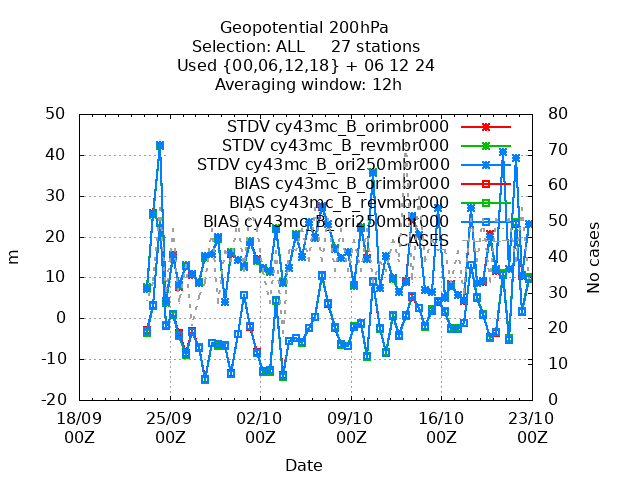 Geopotential 200hPa
Selection: ALL 27 stations
Used {00,06,12,18} + 06 12 24
Averaging window: 12h
50 80
STDV cy43mc_B_orimbr000
STDV cy43mc_B_revmbr000
STDV cy43mc_B_ori250mbr000
BIAS cy43mc_B_orimbr000
BIAS cy43mc_B_revmbr000
BIAS cy43mc_B_ori250mbr000
CASES
40 70
30 60
20 50
10 40
0 30
-10 20
-20 10
0
m
No cases
18/09 25/09 02/10 09/10 16/10 23/10
00Z 00Z 00Z 00Z 00Z 00Z
Date